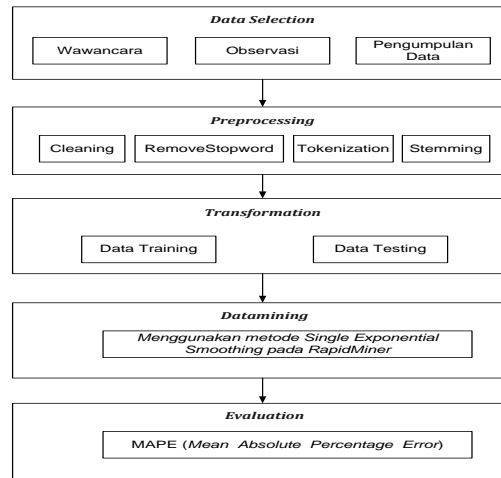 Data Selection
Wawancara
Observasi
Pengumpulan
Data
Preprocessing
Cleaning
RemoveStopword
Tokenization
Stemming
Transformation
Data Training
Data Testing
Datamining
Menggunakan metode Single Exponential
Smoothing pada RapidMiner
Evaluation
MAPE (Mean Absolute Percentage Error)